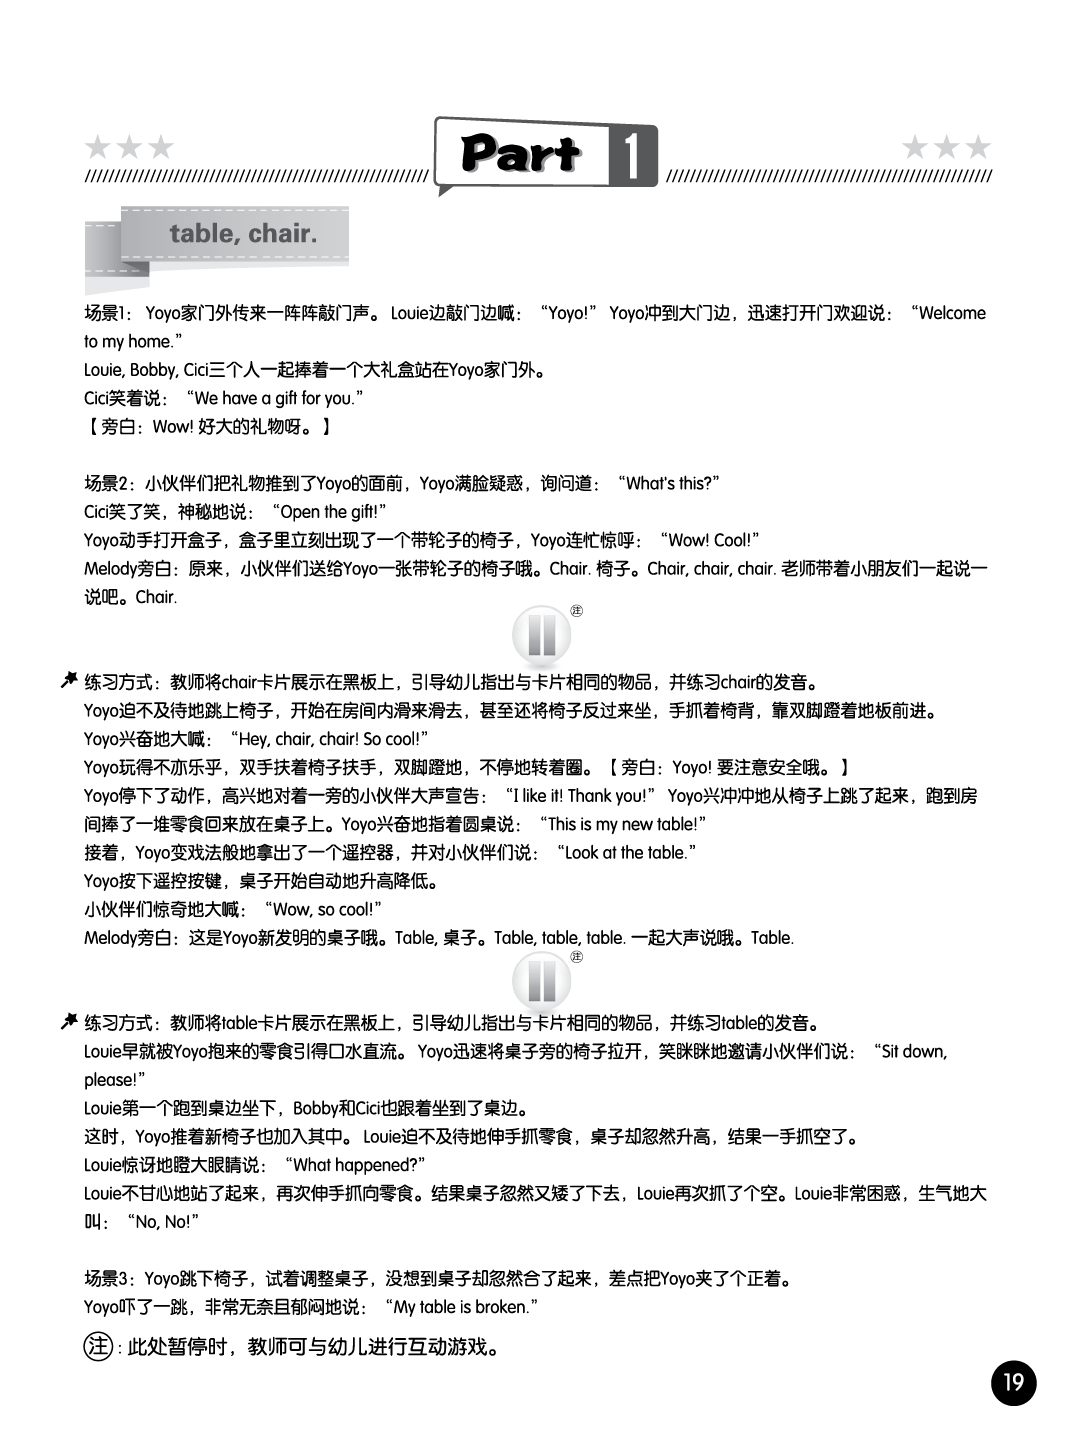 Part 1
table, chair.
场景1： Yoyo家门外传来一阵阵敲门声。 Louie边敲门边喊： “Yoyo!” Yoyo冲到大门边，迅速打开门欢迎说： “Welcome
to my home.”
Louie, Bobby, Cici三个人一起捧着一个大礼盒站在Yoyo家门外。
Cici笑着说： “We have a gift for you.”
【旁白：Wow! 好大的礼物呀。】
场景2：小伙伴们把礼物推到了Yoyo的面前，Yoyo满脸疑惑，询问道： “What's this?”
Cici笑了笑，神秘地说： “Open the gift!”
Yoyo动手打开盒子，盒子里立刻出现了一个带轮子的椅子，Yoyo连忙惊呼： “Wow! Cool!”
Melody旁白：原来，小伙伴们送给Yoyo一张带轮子的椅子哦。Chair. 椅子。Chair, chair, chair. 老师带着小朋友们一起说一
说吧。Chair.
注
练习方式：教师将chair卡片展示在黑板上，引导幼儿指出与卡片相同的物品，并练习chair的发音。
Yoyo迫不及待地跳上椅子，开始在房间内滑来滑去，甚至还将椅子反过来坐，手抓着椅背，靠双脚蹬着地板前进。
Yoyo兴奋地大喊： “Hey, chair, chair! So cool!”
Yoyo玩得不亦乐乎，双手扶着椅子扶手，双脚蹬地，不停地转着圈。【旁白：Yoyo! 要注意安全哦。】
Yoyo停下了动作，高兴地对着一旁的小伙伴大声宣告： “I like it! Thank you!” Yoyo兴冲冲地从椅子上跳了起来，跑到房
间捧了一堆零食回来放在桌子上。Yoyo兴奋地指着圆桌说： “This is my new table!”
接着，Yoyo变戏法般地拿出了一个遥控器，并对小伙伴们说： “Look at the table.”
Yoyo按下遥控按键，桌子开始自动地升高降低。
小伙伴们惊奇地大喊： “Wow, so cool!”
Melody旁白：这是Yoyo新发明的桌子哦。Table, 桌子。Table, table, table. 一起大声说哦。Table.
注
练习方式：教师将table卡片展示在黑板上，引导幼儿指出与卡片相同的物品，并练习table的发音。
Louie早就被Yoyo抱来的零食引得口水直流。 Yoyo迅速将桌子旁的椅子拉开，笑眯眯地邀请小伙伴们说： “Sit down,
please!”
Louie第一个跑到桌边坐下，Bobby和Cici也跟着坐到了桌边。
这时，Yoyo推着新椅子也加入其中。 Louie迫不及待地伸手抓零食，桌子却忽然升高，结果一手抓空了。
Louie惊讶地瞪大眼睛说： “What happened?”
Louie不甘心地站了起来，再次伸手抓向零食。结果桌子忽然又矮了下去，Louie再次抓了个空。Louie非常困惑，生气地大
叫： “No, No!”
场景3：Yoyo跳下椅子，试着调整桌子，没想到桌子却忽然合了起来，差点把Yoyo夹了个正着。
Yoyo吓了一跳，非常无奈且郁闷地说： “My table is broken.”
注：此处暂停时，教师可与幼儿进行互动游戏。
19